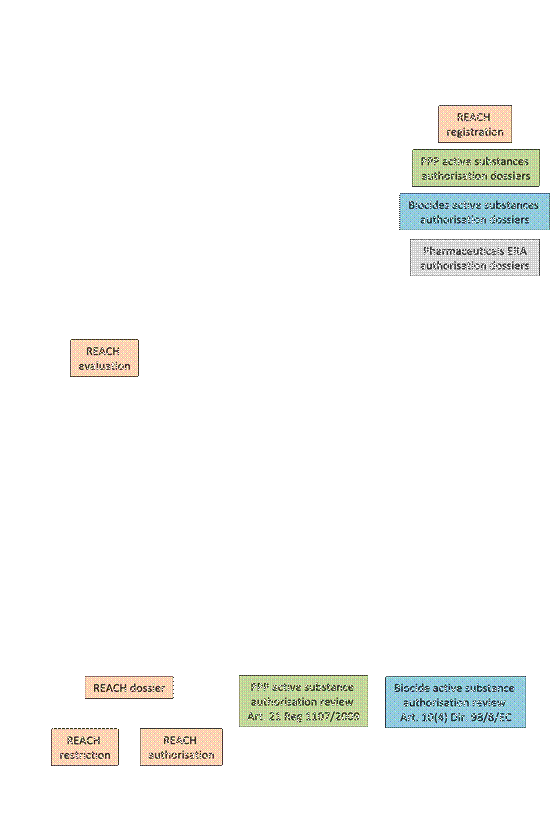 REACH
registration
PPP active substances
authorisation dossiers
Biocides active substances
authorisation dossiers
Pharmaceuticals ERA
authorisation dossiers
REACH
evaluation
REACH dossier
PPP active substance
authorisation review
Art. 21 Reg 1107/2009
Biocide active substance
authorisation review
Art. 10(4) Dir 98/8/EC
REACH
restriction
REACH
authorisation